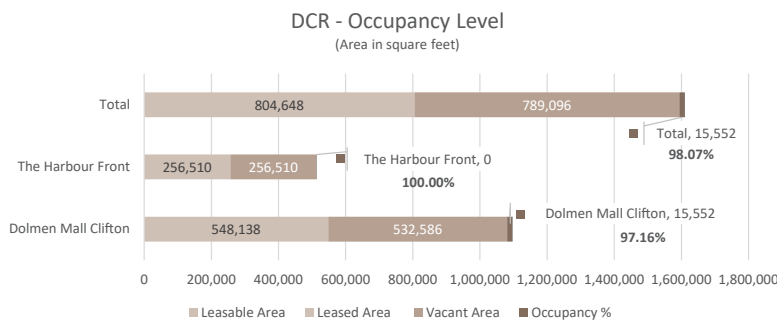 DCR - Occupancy Level
(Area in square feet)
Total
804,648
789,096
Total, 15,552
98.07%
The Harbour Front
256,510
256,510
The Harbour Front, 0
100.00%
Dolmen Mall Clifton
548,138
532,586
Dolmen Mall Clifton, 15,552
97.16%
0 200,000 400,000 600,000 800,000 1,000,000 1,200,000 1,400,000 1,600,000 1,800,000
Leasable Area Leased Area Vacant Area Occupancy %